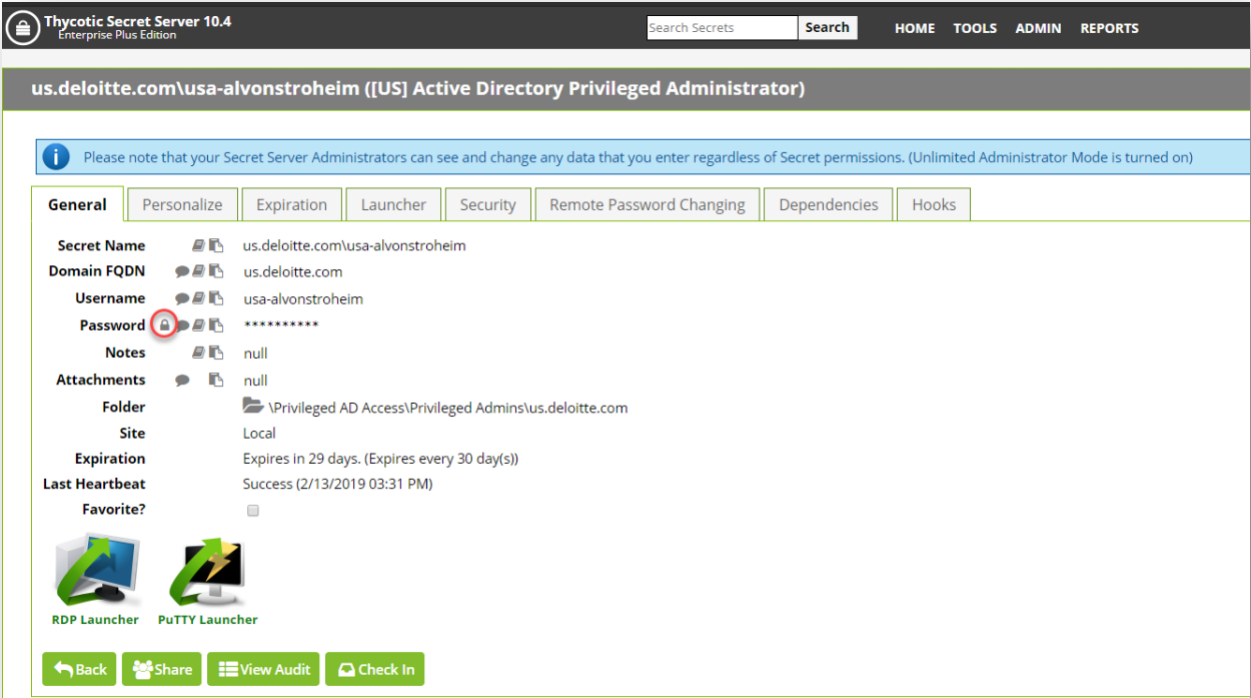 Thycotic Secret Server 10.4
Enterprise Plus Edition
Search Secrets Search HOME TOOLS ADMIN REPORTS
us.deloitte.com\usa-alvonstroheim ([US] Active Directory Privileged Administrator)
i Please note that your Secret Server Administrators can see and change any data that you enter regardless of Secret permissions. (Unlimited Administrator Mode is turned on)
General Personalize Expiration Launcher Security Remote Password Changing Dependencies Hooks
Secret Name us.deloitte.com\usa-alvonstroheim
Domain FQDN us.deloitte.com
Username usa-alvonstroheim
Password **********
Notes null
Attachments null
Folder \Privileged AD Access\Privileged Admins\us.deloitte.com
Site Local
Expiration Expires in 29 days. (Expires every 30 day(s))
Last Heartbeat Success (2/13/2019 03:31 PM)
Favorite?
RDP Launcher PuTTY Launcher
Back Share View Audit Check In